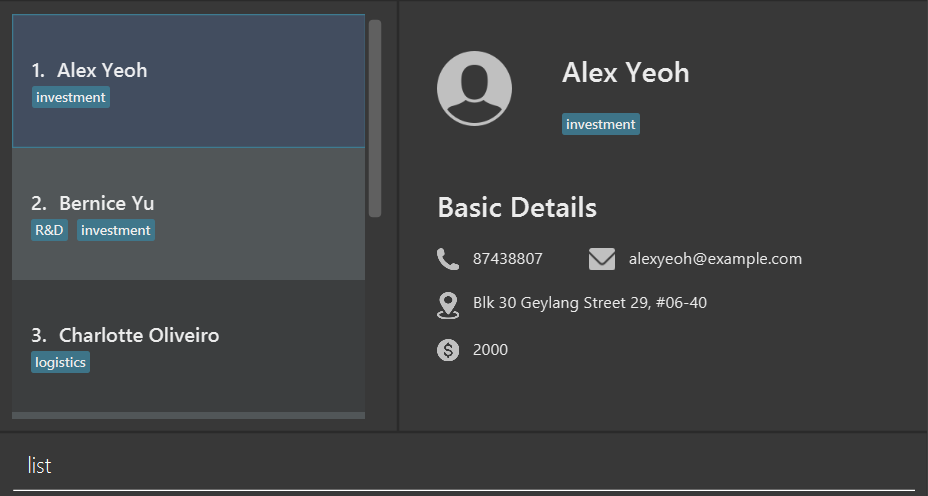 1. Alex Yeoh
investment
2. Bernice Yu
R&D investment
3. Charlotte Oliveiro
logistics
Alex Yeoh
investment
Basic Details
87438807 alexyeoh@example.com
Blk 30 Geylang Street 29, #06-40
$ 2000
list